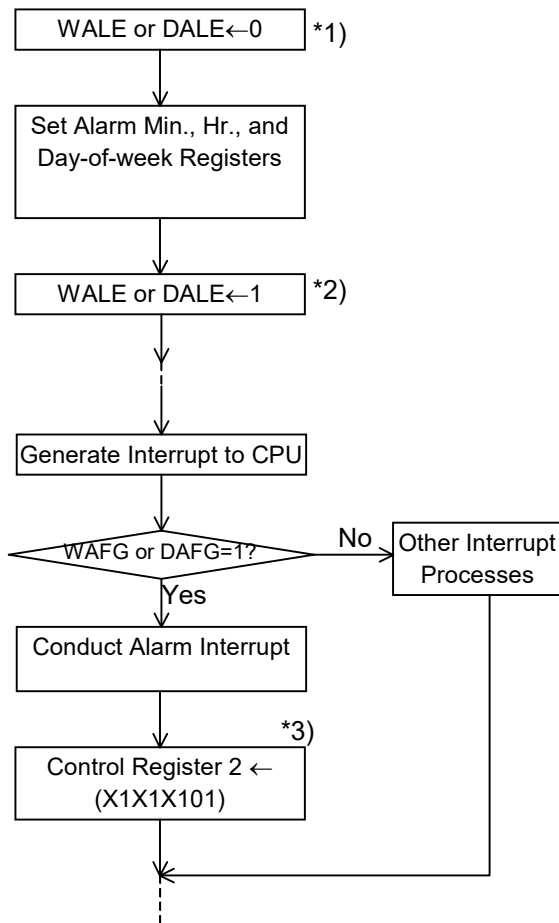 WALE or DALE←0 *1)
Set Alarm Min., Hr., and
Day-of-week Registers
WALE or DALE←1 *2)
Generate Interrupt to CPU
WAFG or DAFG=1?
No
Other Interrupt
Processes
Yes
Conduct Alarm Interrupt
*3)
Control Register 2 ←
(X1X1X101)